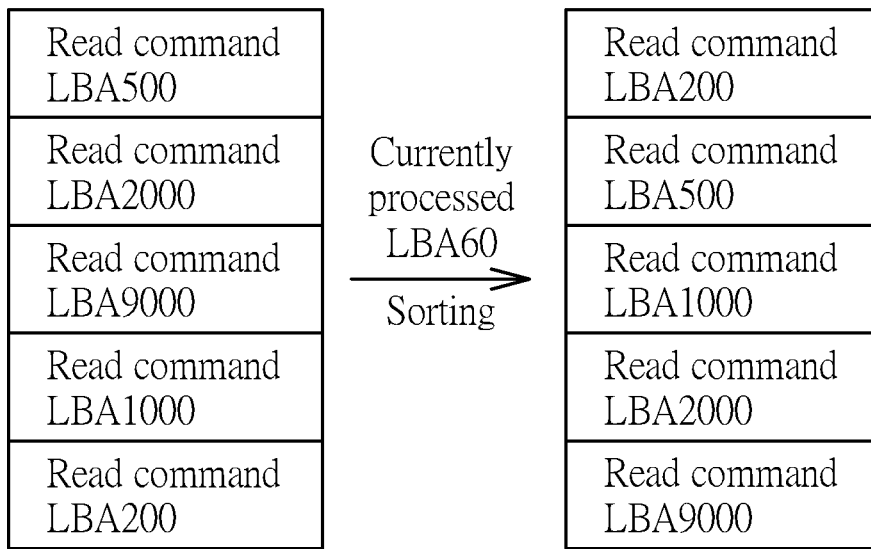 Read command
LBA500
Read command
LBA2000
Read command
LBA9000
Read command
LBA1000
Read command
LBA200
Currently
processed
LBA60
Sorting
Read command
LBA200
Read command
LBA500
Read command
LBA1000
Read command
LBA2000
Read command
LBA9000